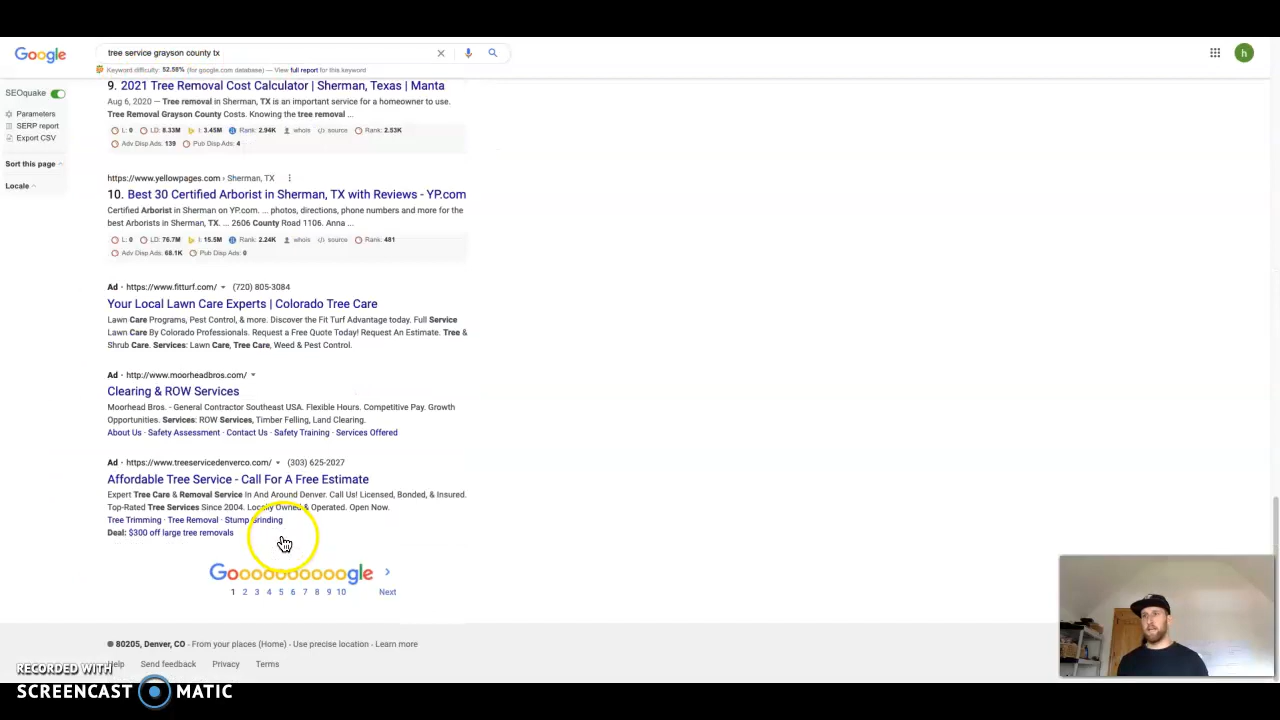 Google
tree service grayson county tx
h
Keyword difficulty: 52.58% (for google.com database) — View full report for this keyword
SEOquake
Parameters
SERP report
Export CSV
Sort this page
Locale
9. 2021 Tree Removal Cost Calculator | Sherman, Texas | Manta
Aug 6, 2020 — Tree removal in Sherman, TX is an important service for a homeowner to use.
Tree Removal Grayson County Costs. Knowing the tree removal ...
L: 0 LD: 8.33M I: 3.45M Rank: 2.94K whois source Rank: 2.53K
Adv Disp Ads: 139 Pub Disp Ads: 4
https://www.yellowpages.com › Sherman, TX
10. Best 30 Certified Arborist in Sherman, TX with Reviews - YP.com
Certified Arborist in Sherman on YP.com. ... photos, directions, phone numbers and more for the
best Arborists in Sherman, TX. ... 2606 County Road 1106. Anna ...
L: 0 LD: 76.7M I: 15.5M Rank: 2.24K whois source Rank: 481
Adv Disp Ads: 68.1K Pub Disp Ads: 0
Ad · https://www.fitturf.com/ (720) 805-3084
Your Local Lawn Care Experts | Colorado Tree Care
Lawn Care Programs, Pest Control, & more. Discover the Fit Turf Advantage today. Full Service
Lawn Care By Colorado Professionals. Request a Free Quote Today! Request An Estimate. Tree &
Shrub Care. Services: Lawn Care, Tree Care, Weed & Pest Control.
Ad · http://www.moorheadbros.com/
Clearing & ROW Services
Moorhead Bros. - General Contractor Southeast USA. Flexible Hours. Competitive Pay. Growth
Opportunities. Services: ROW Services, Timber Felling, Land Clearing.
About Us · Safety Assessment · Contact Us · Safety Training · Services Offered
Ad · https://www.treeservicedenverco.com/ (303) 625-2027
Affordable Tree Service - Call For A Free Estimate
Expert Tree Care & Removal Service In And Around Denver. Call Us! Licensed, Bonded, & Insured.
Top-Rated Tree Services Since 2004. Locally Owned & Operated. Open Now.
Tree Trimming · Tree Removal · Stump Grinding
Deal: $300 off large tree removals
Goooooooooogle
1 2 3 4 5 6 7 8 9 10 Next
80205, Denver, CO - From your places (Home) - Use precise location - Learn more
Help Send feedback Privacy Terms
RECORDED WITH
SCREENCAST MATIC